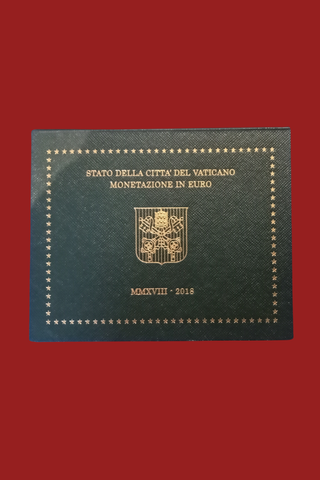 STATO DELLA CITTA' DEL VATICANO
MONETAZIONE IN EURO
MMXVIII - 2018